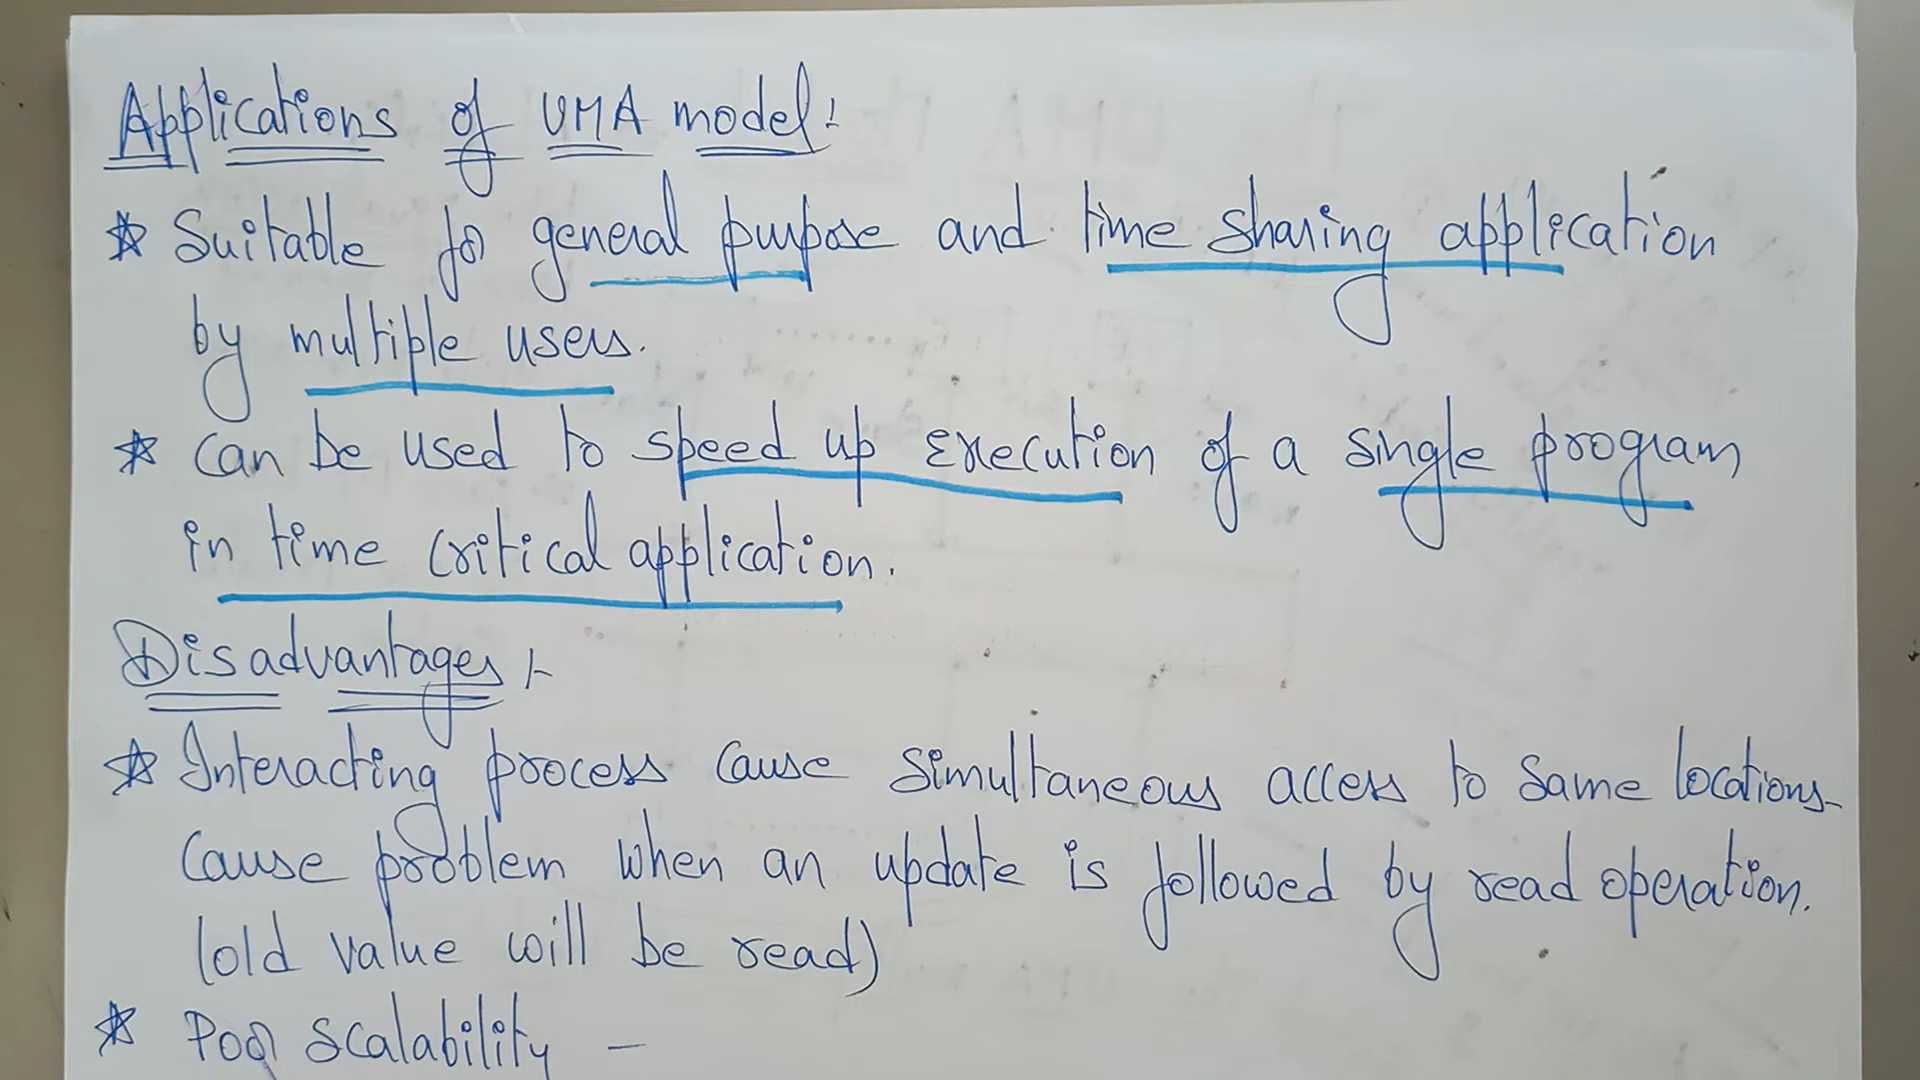 Applications of UMA model:
* Suitable for general purpose and time sharing application
by multiple users.
* can be used to speed up execution of a single program
in time critical application.
Disadvantages :-
* Interacting process cause simultaneous access to same locations-
cause problem when an update is followed by read operation.
(old value will be read)
* Poor scalability -